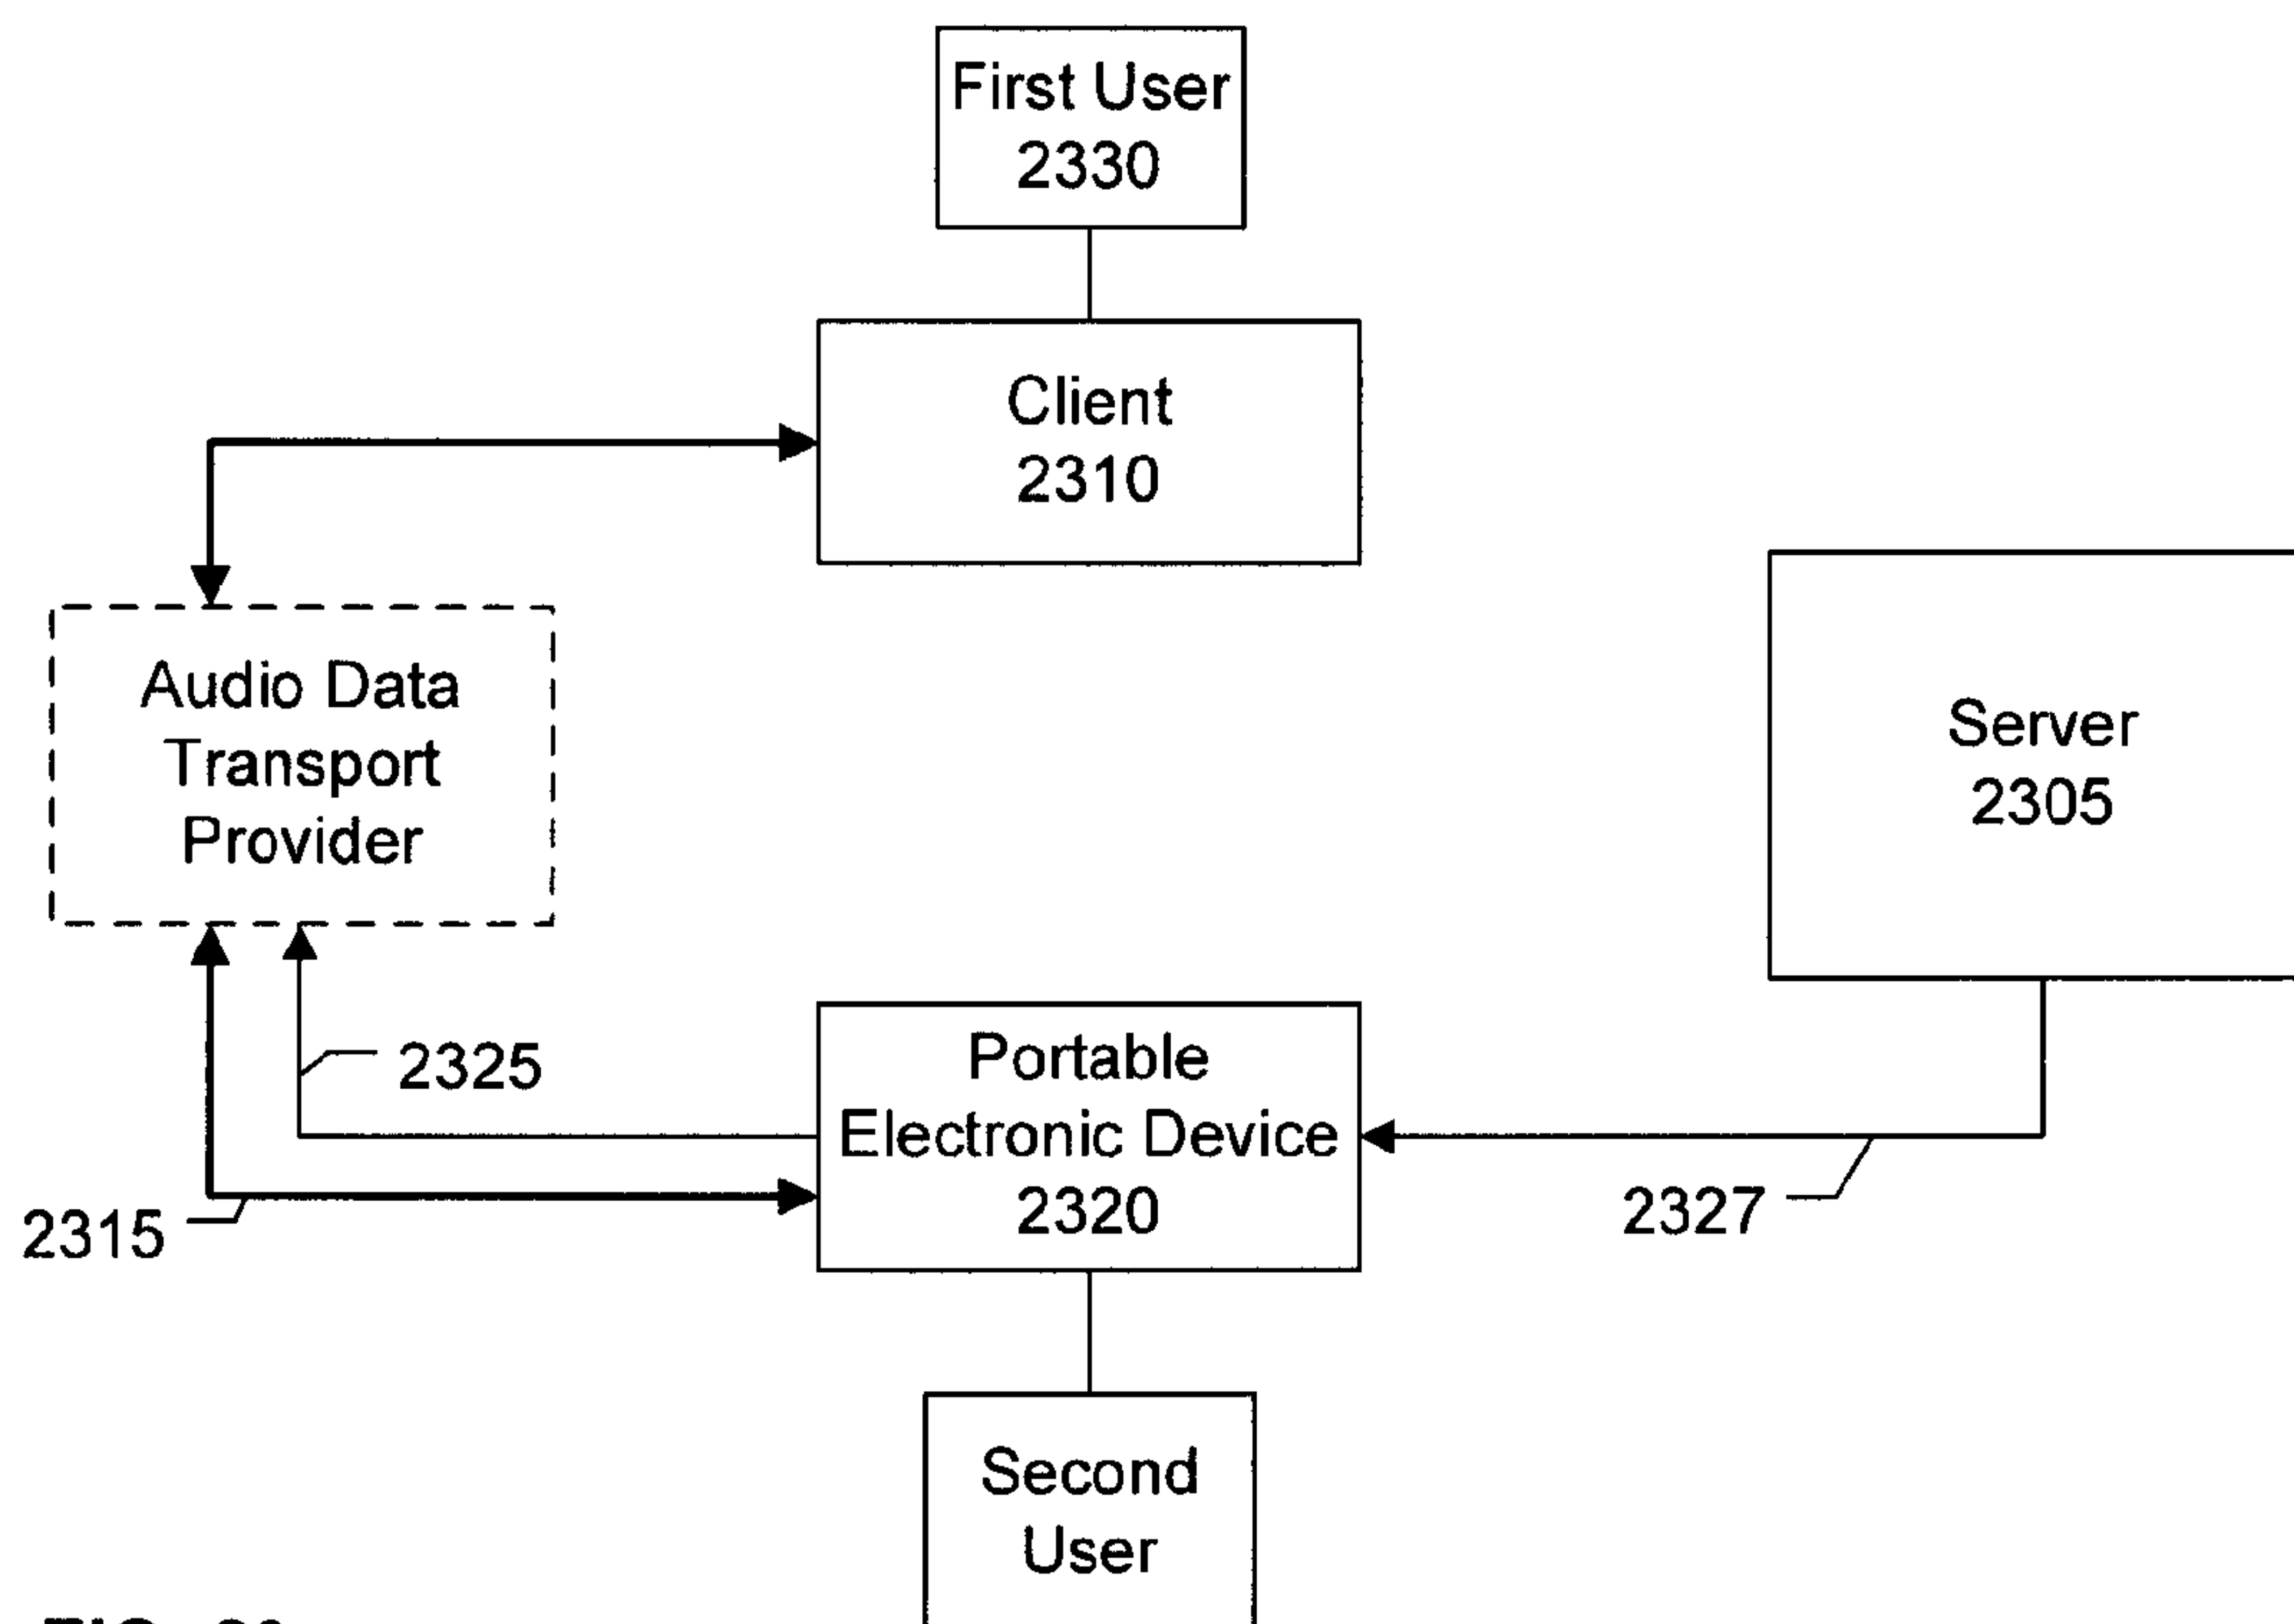 First User
2330
Client
2310
Audio Data
Transport
Provider
Server
2305
2325
Portable
Electronic Device
2320
2315
2327
Second
User